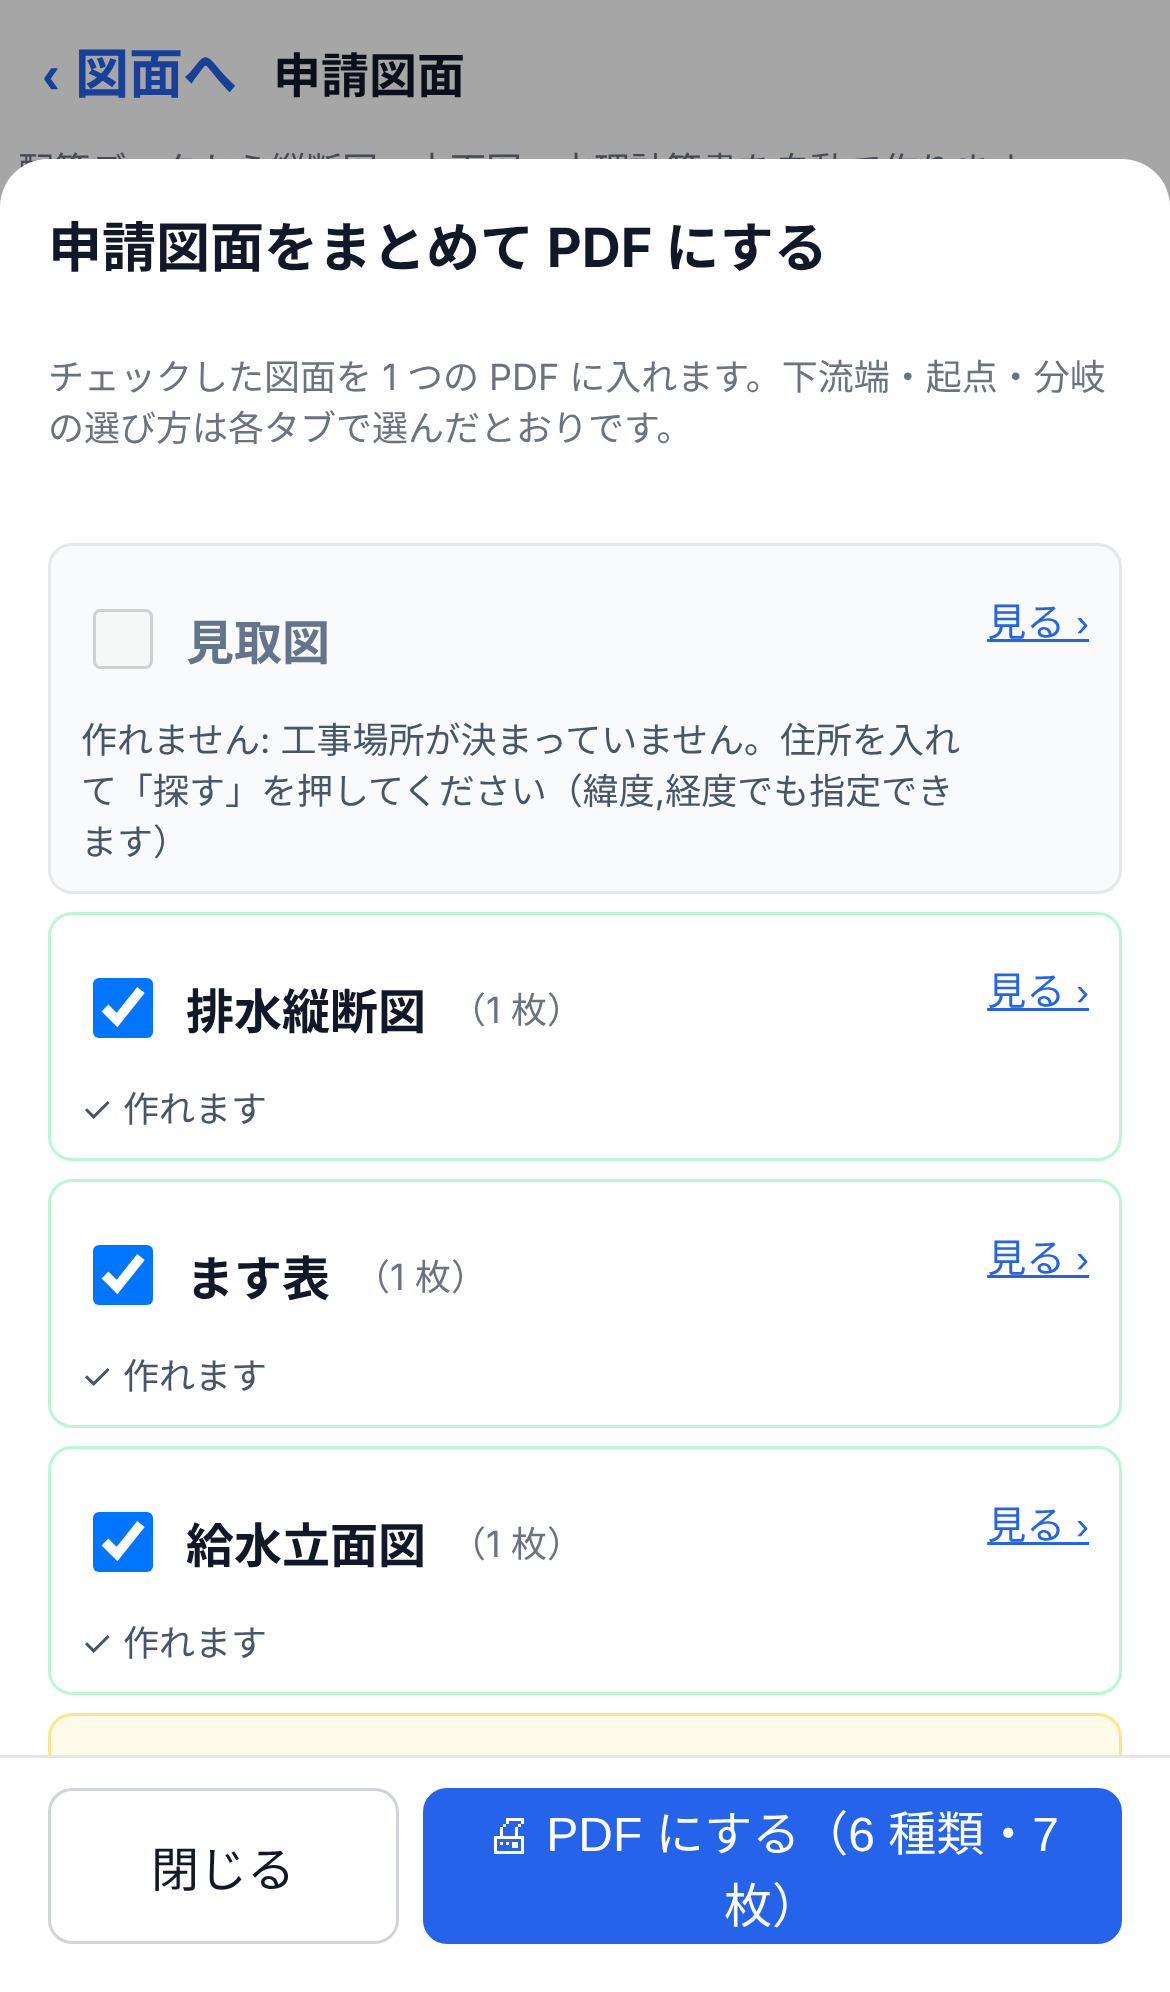 ‹ 図面へ 申請図面
申請図面をまとめて PDF にする
チェックした図面を 1 つの PDF に入れます。下流端・起点・分岐
の選び方は各タブで選んだとおりです。
見取図
見る ›
作れません: 工事場所が決まっていません。住所を入れ
て「探す」を押してください（緯度,経度でも指定でき
ます）
排水縦断図 （1 枚）
見る ›
✓ 作れます
ます表 （1 枚）
見る ›
✓ 作れます
給水立面図 （1 枚）
見る ›
✓ 作れます
閉じる
🖨 PDF にする（6 種類・7
枚）